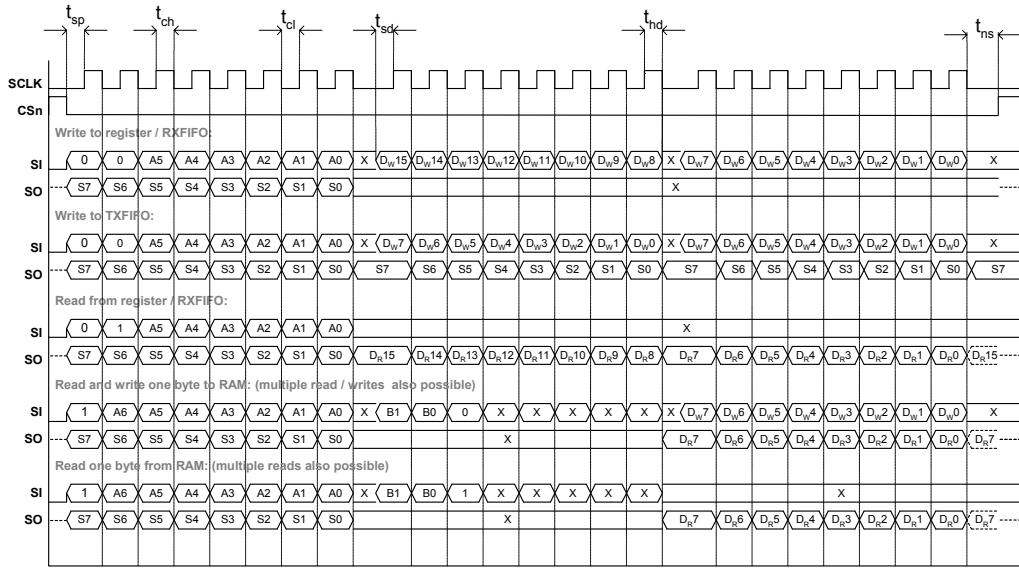 tsp tch tcl tsd thd tns
SCLK
CSn
Write to register / RXFIFO:
SI 0 0 A5 A4 A3 A2 A1 A0 X DW15 DW14 DW13 DW12 DW11 DW10 DW9 DW8 X DW7 DW6 DW5 DW4 DW3 DW2 DW1 DW0 X
SO S7 S6 S5 S4 S3 S2 S1 S0 X
Write to TXFIFO:
SI 0 0 A5 A4 A3 A2 A1 A0 X DW7 DW6 DW5 DW4 DW3 DW2 DW1 DW0 X DW7 DW6 DW5 DW4 DW3 DW2 DW1 DW0 X
SO S7 S6 S5 S4 S3 S2 S1 S0 S7 S6 S5 S4 S3 S2 S1 S0 S7 S6 S5 S4 S3 S2 S1 S0 S7
Read from register / RXFIFO:
SI 0 1 A5 A4 A3 A2 A1 A0 X
SO S7 S6 S5 S4 S3 S2 S1 S0 DR15 DR14 DR13 DR12 DR11 DR10 DR9 DR8 DR7 DR6 DR5 DR4 DR3 DR2 DR1 DR0 DR15
Read and write one byte to RAM: (multiple read / writes also possible)
SI 1 A6 A5 A4 A3 A2 A1 A0 X B1 B0 0 X X X X X X DW7 DW6 DW5 DW4 DW3 DW2 DW1 DW0 X
SO S7 S6 S5 S4 S3 S2 S1 S0 X DR7 DR6 DR5 DR4 DR3 DR2 DR1 DR0 DR7
Read one byte from RAM: (multiple reads also possible)
SI 1 A6 A5 A4 A3 A2 A1 A0 X B1 B0 1 X X X X X X
SO S7 S6 S5 S4 S3 S2 S1 S0 X DR7 DR6 DR5 DR4 DR3 DR2 DR1 DR0 DR7